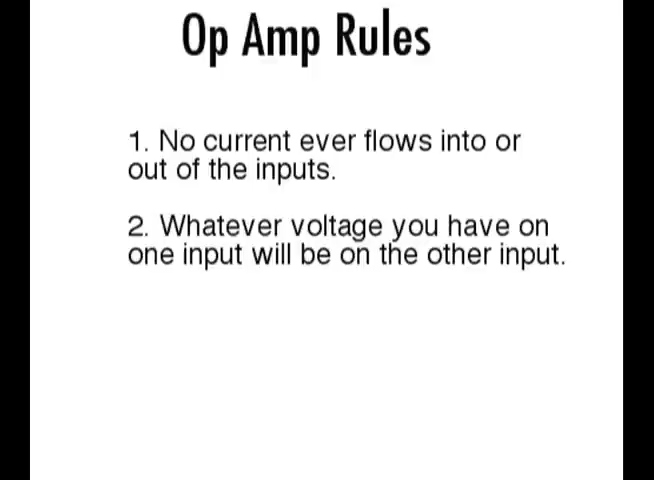 Op Amp Rules
1. No current ever flows into or
out of the inputs.
2. Whatever voltage you have on
one input will be on the other input.